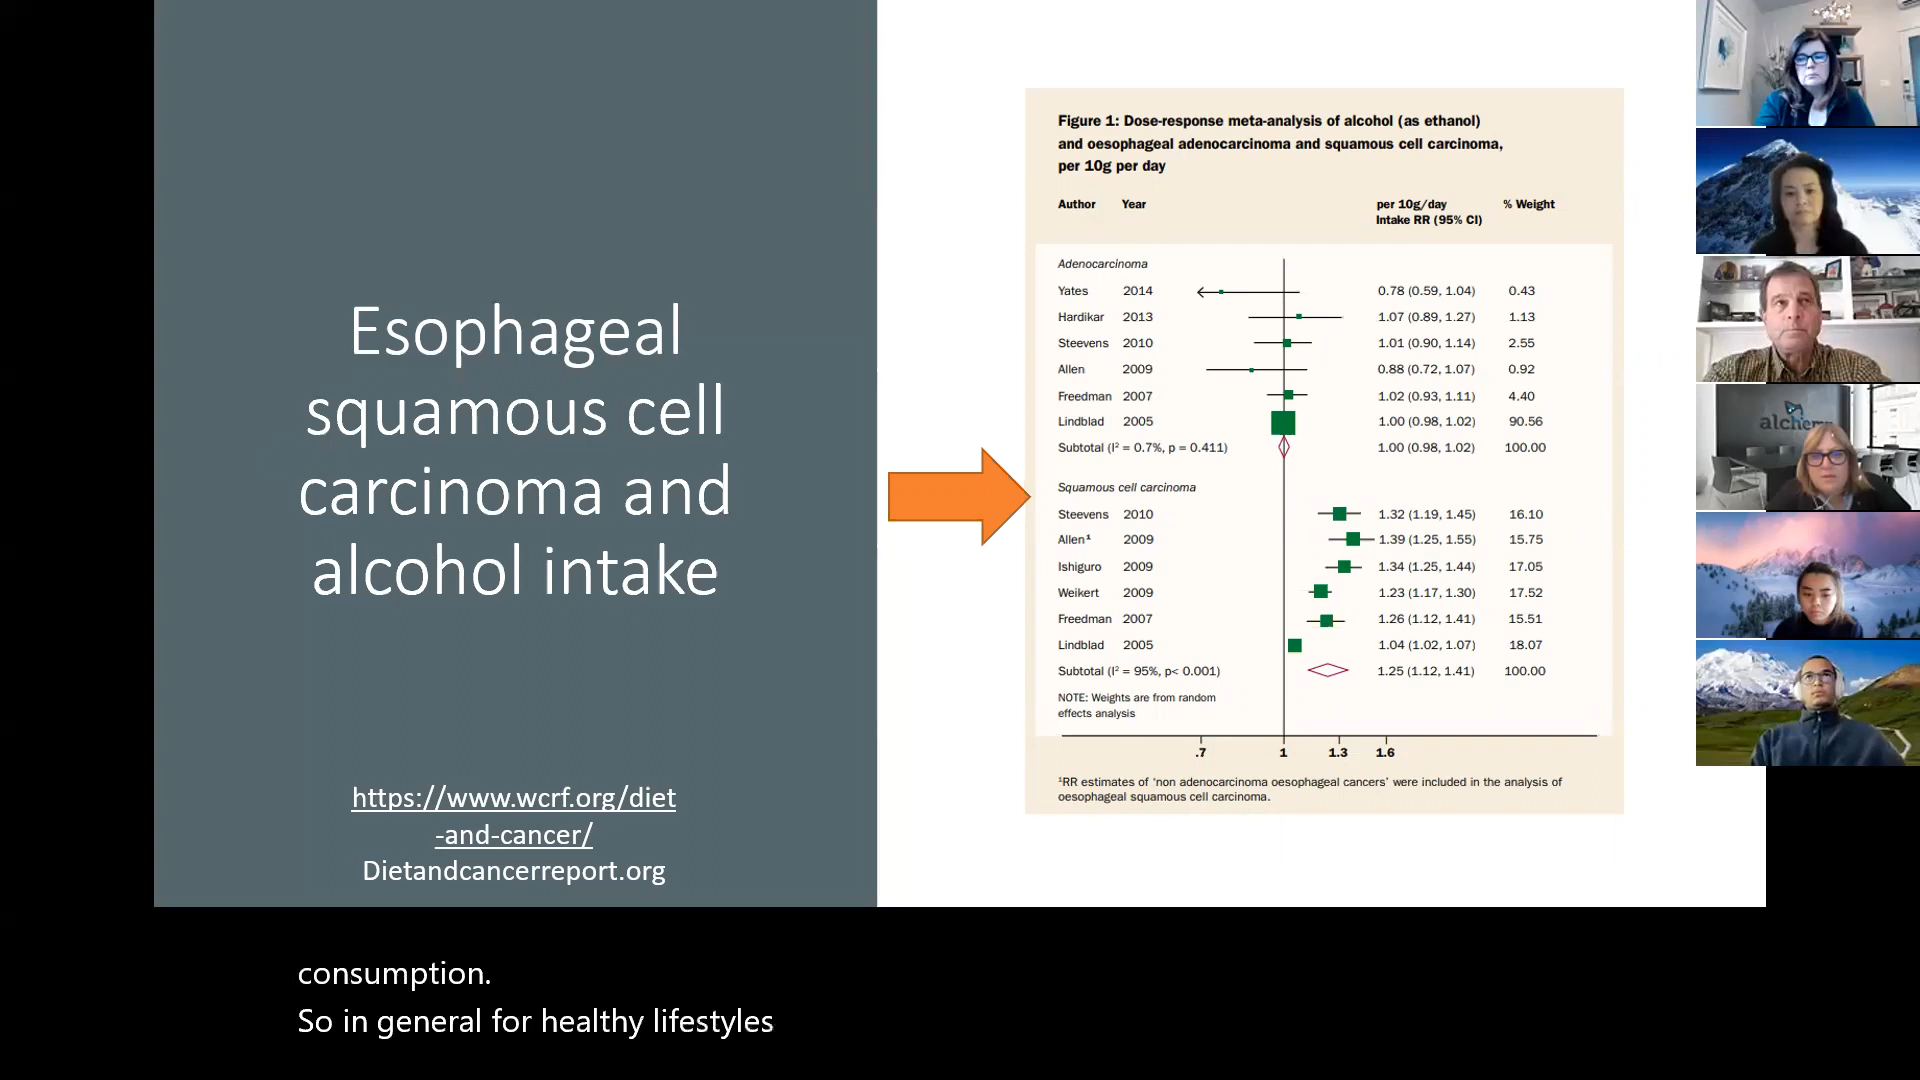 Esophageal
squamous cell
carcinoma and
alcohol intake
https://www.wcrf.org/diet
-and-cancer/
Dietandcancerreport.org
Figure 1: Dose-response meta-analysis of alcohol (as ethanol)
and oesophageal adenocarcinoma and squamous cell carcinoma,
per 10g per day
Author Year per 10g/day % Weight
Intake RR (95% CI)
Adenocarcinoma
Yates 2014 0.78 (0.59, 1.04) 0.43
Hardikar 2013 1.07 (0.89, 1.27) 1.13
Steevens 2010 1.01 (0.90, 1.14) 2.55
Allen 2009 0.88 (0.72, 1.07) 0.92
Freedman 2007 1.02 (0.93, 1.11) 4.40
Lindblad 2005 1.00 (0.98, 1.02) 90.56
Subtotal (I² = 0.7%, p = 0.411) 1.00 (0.98, 1.02) 100.00
Squamous cell carcinoma
Steevens 2010 1.32 (1.19, 1.45) 16.10
Allen¹ 2009 1.39 (1.25, 1.55) 15.75
Ishiguro 2009 1.34 (1.25, 1.44) 17.05
Weikert 2009 1.23 (1.17, 1.30) 17.52
Freedman 2007 1.26 (1.12, 1.41) 15.51
Lindblad 2005 1.04 (1.02, 1.07) 18.07
Subtotal (I² = 95%, p< 0.001) 1.25 (1.12, 1.41) 100.00
NOTE: Weights are from random
effects analysis
.7 1 1.3 1.6
¹RR estimates of ‘non adenocarcinoma oesophageal cancers’ were included in the analysis of
oesophageal squamous cell carcinoma.
consumption.
So in general for healthy lifestyles